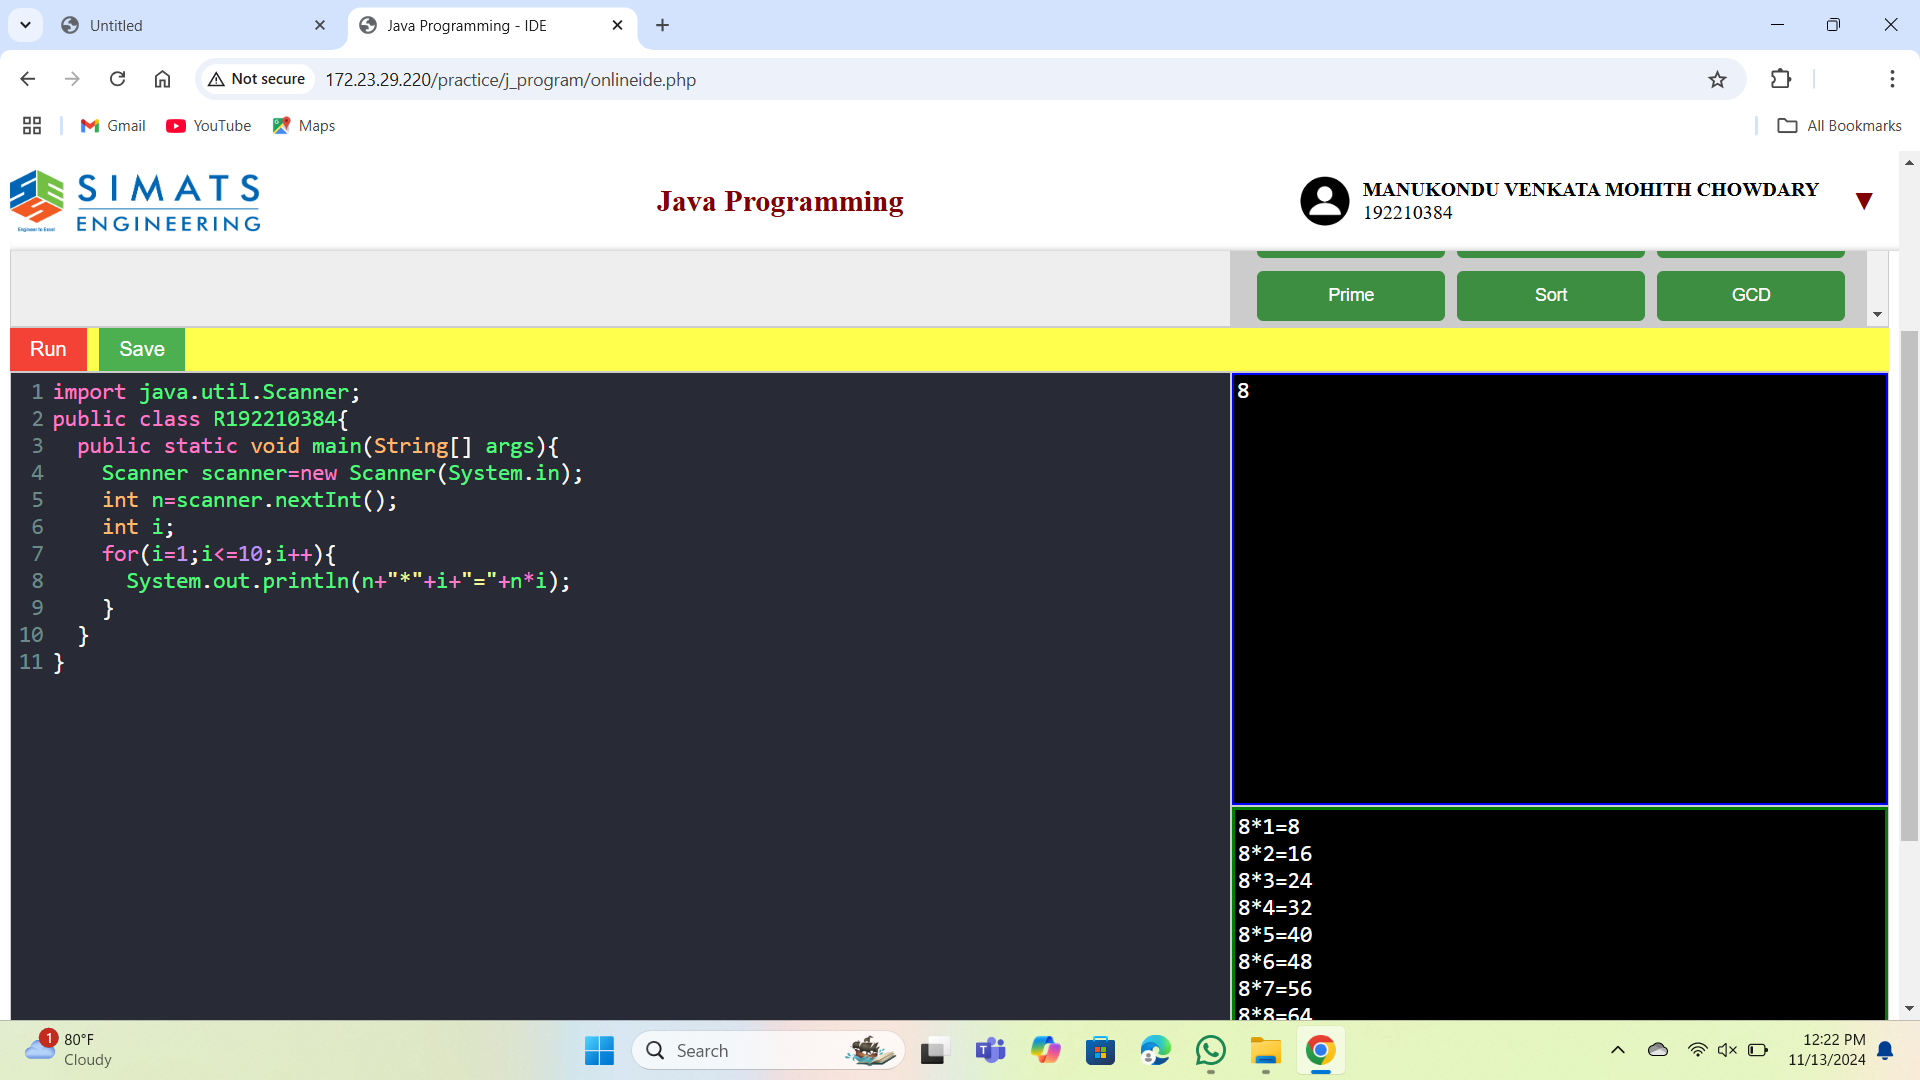 Untitled
Java Programming - IDE
Not secure
172.23.29.220/practice/j_program/onlineide.php
Gmail
YouTube
Maps
All Bookmarks
SIMATS
ENGINEERING
Engineer to Excel
Java Programming
MANUKONDU VENKATA MOHITH CHOWDARY
192210384
Prime
Sort
GCD
Run
Save
1 import java.util.Scanner;
2 public class R192210384{
3   public static void main(String[] args){
4     Scanner scanner=new Scanner(System.in);
5     int n=scanner.nextInt();
6     int i;
7     for(i=1;i<=10;i++){
8       System.out.println(n+"*"+i+"="+n*i);
9     }
10   }
11 }
8
8*1=8
8*2=16
8*3=24
8*4=32
8*5=40
8*6=48
8*7=56
8*8=64
1
80°F
Cloudy
Search
12:22 PM
11/13/2024